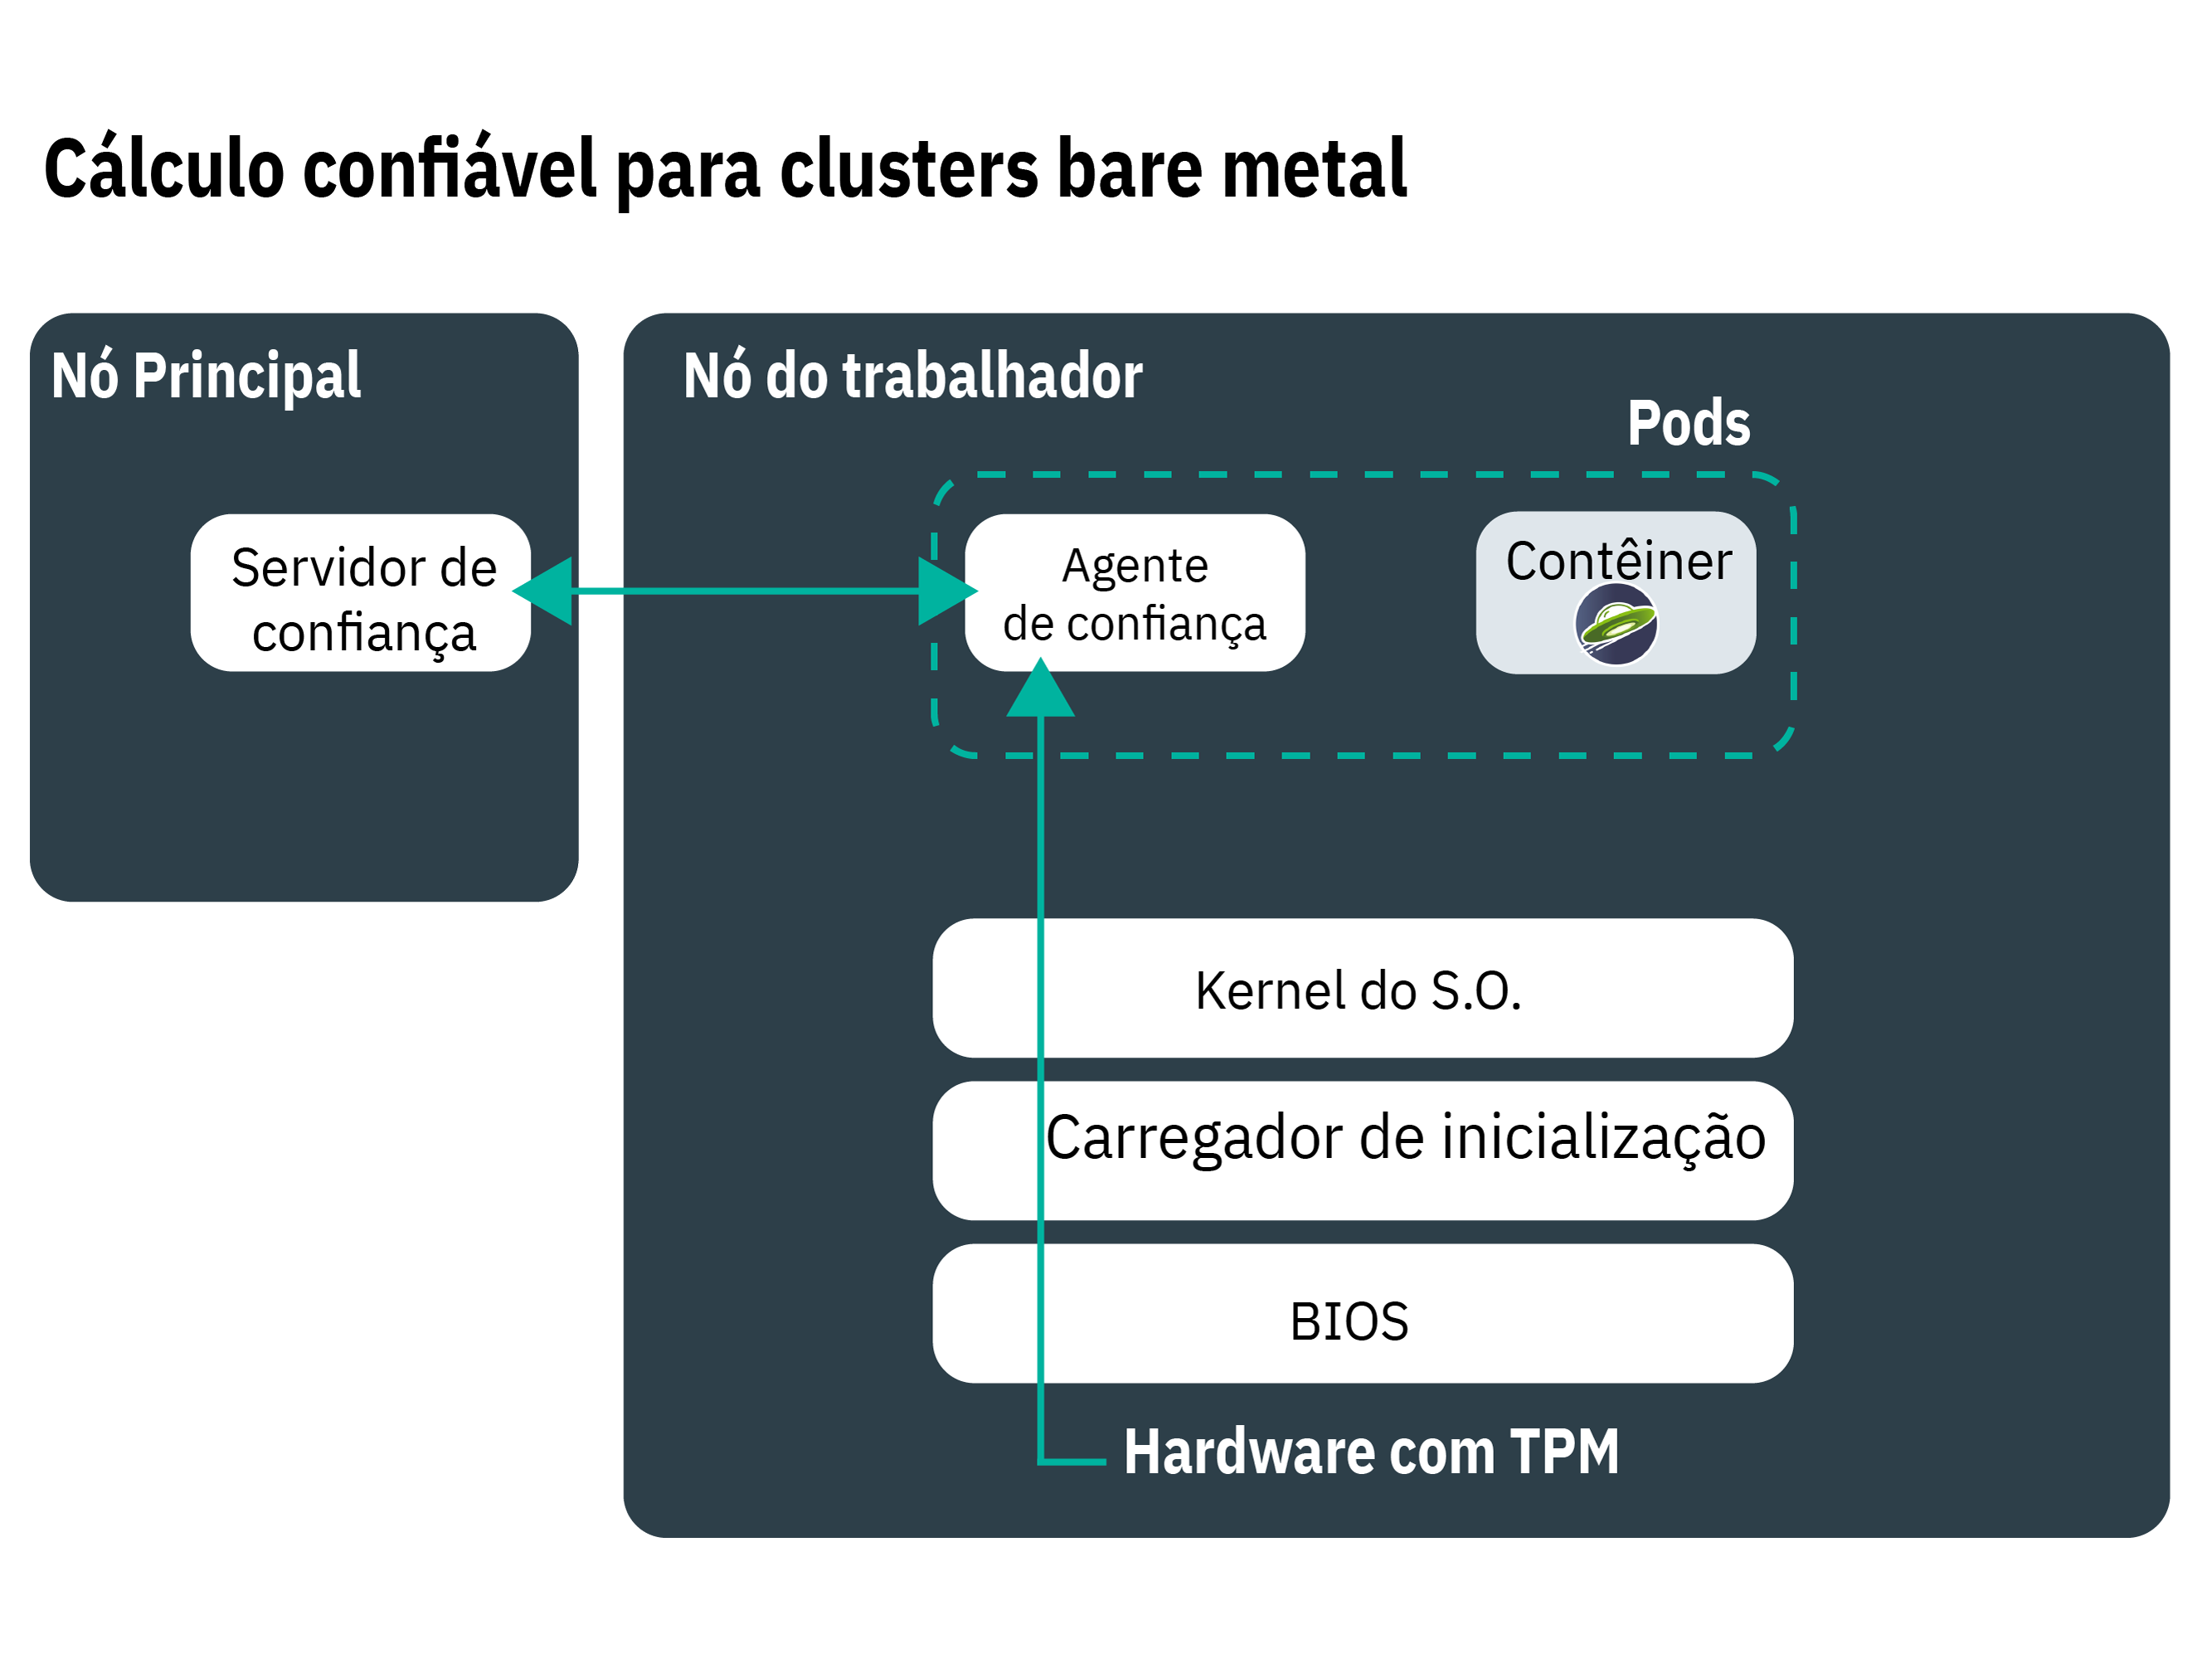 Cálculo confiável para clusters bare metal
Nó Principal
Servidor de
confiança
Nó do trabalhador
Pods
Agente
de confiança
Contêiner
Kernel do S.O.
Carregador de inicialização
BIOS
Hardware com TPM